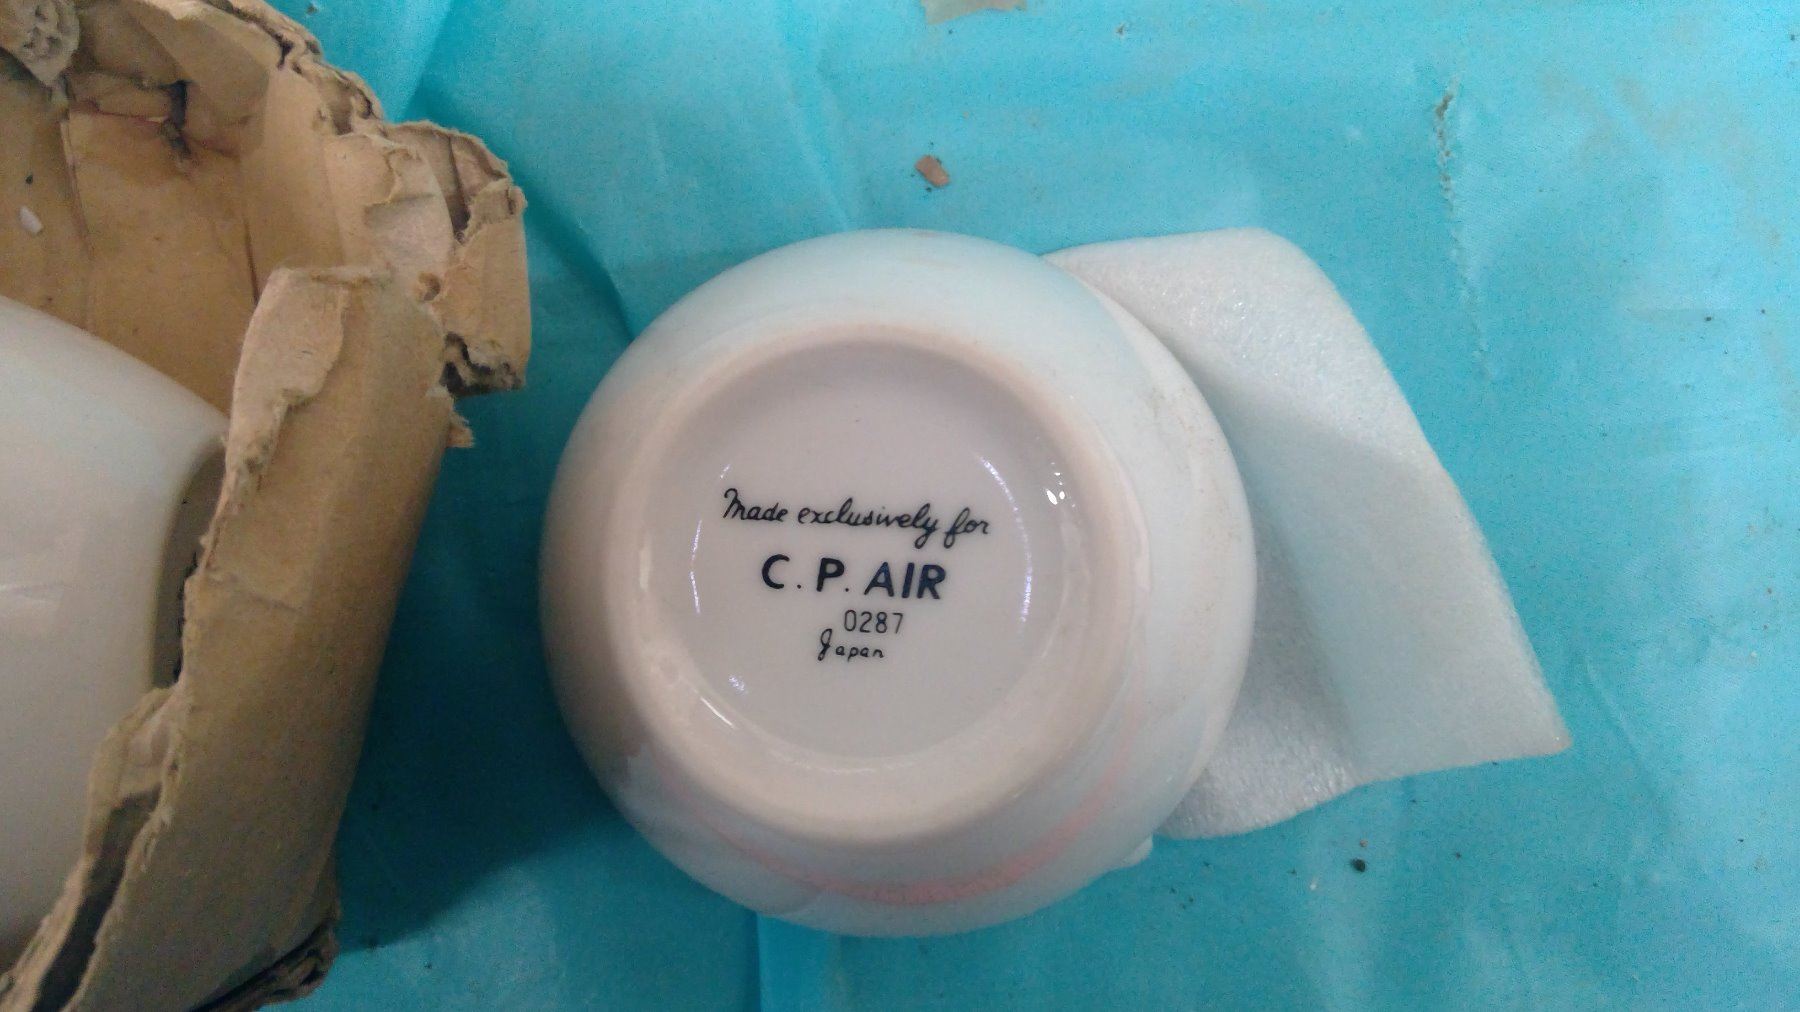 Made exclusively for
C. P. AIR
0287
Japan